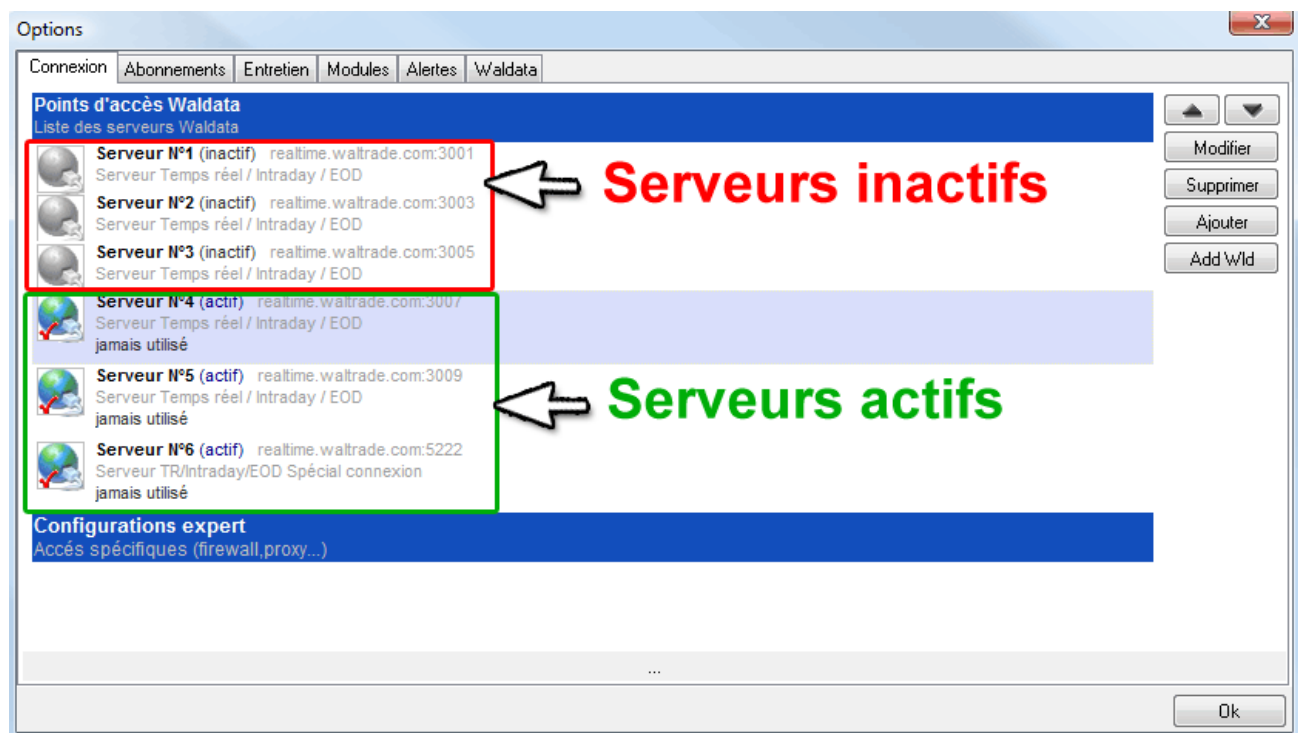 Options
Connexion Abonnements Entretien Modules Alertes Waldata
Points d'accès Waldata
Liste des serveurs Waldata
Serveur N°1 (inactif) realtime.waltrade.com:3001
Serveur Temps réel / Intraday / EOD
Serveur N°2 (inactif) realtime.waltrade.com:3003
Serveur Temps réel / Intraday / EOD
Serveur N°3 (inactif) realtime.waltrade.com:3005
Serveur Temps réel / Intraday / EOD
Serveurs inactifs
Serveur N°4 (actif) realtime.waltrade.com:3007
Serveur Temps réel / Intraday / EOD
jamais utilisé
Serveur N°5 (actif) realtime.waltrade.com:3009
Serveur Temps réel / Intraday / EOD
jamais utilisé
Serveur N°6 (actif) realtime.waltrade.com:5222
Serveur TR/Intraday/EOD Spécial connexion
jamais utilisé
Serveurs actifs
Configurations expert
Accés spécifiques (firewall,proxy...)
Modifier
Supprimer
Ajouter
Add Wld
...
Ok